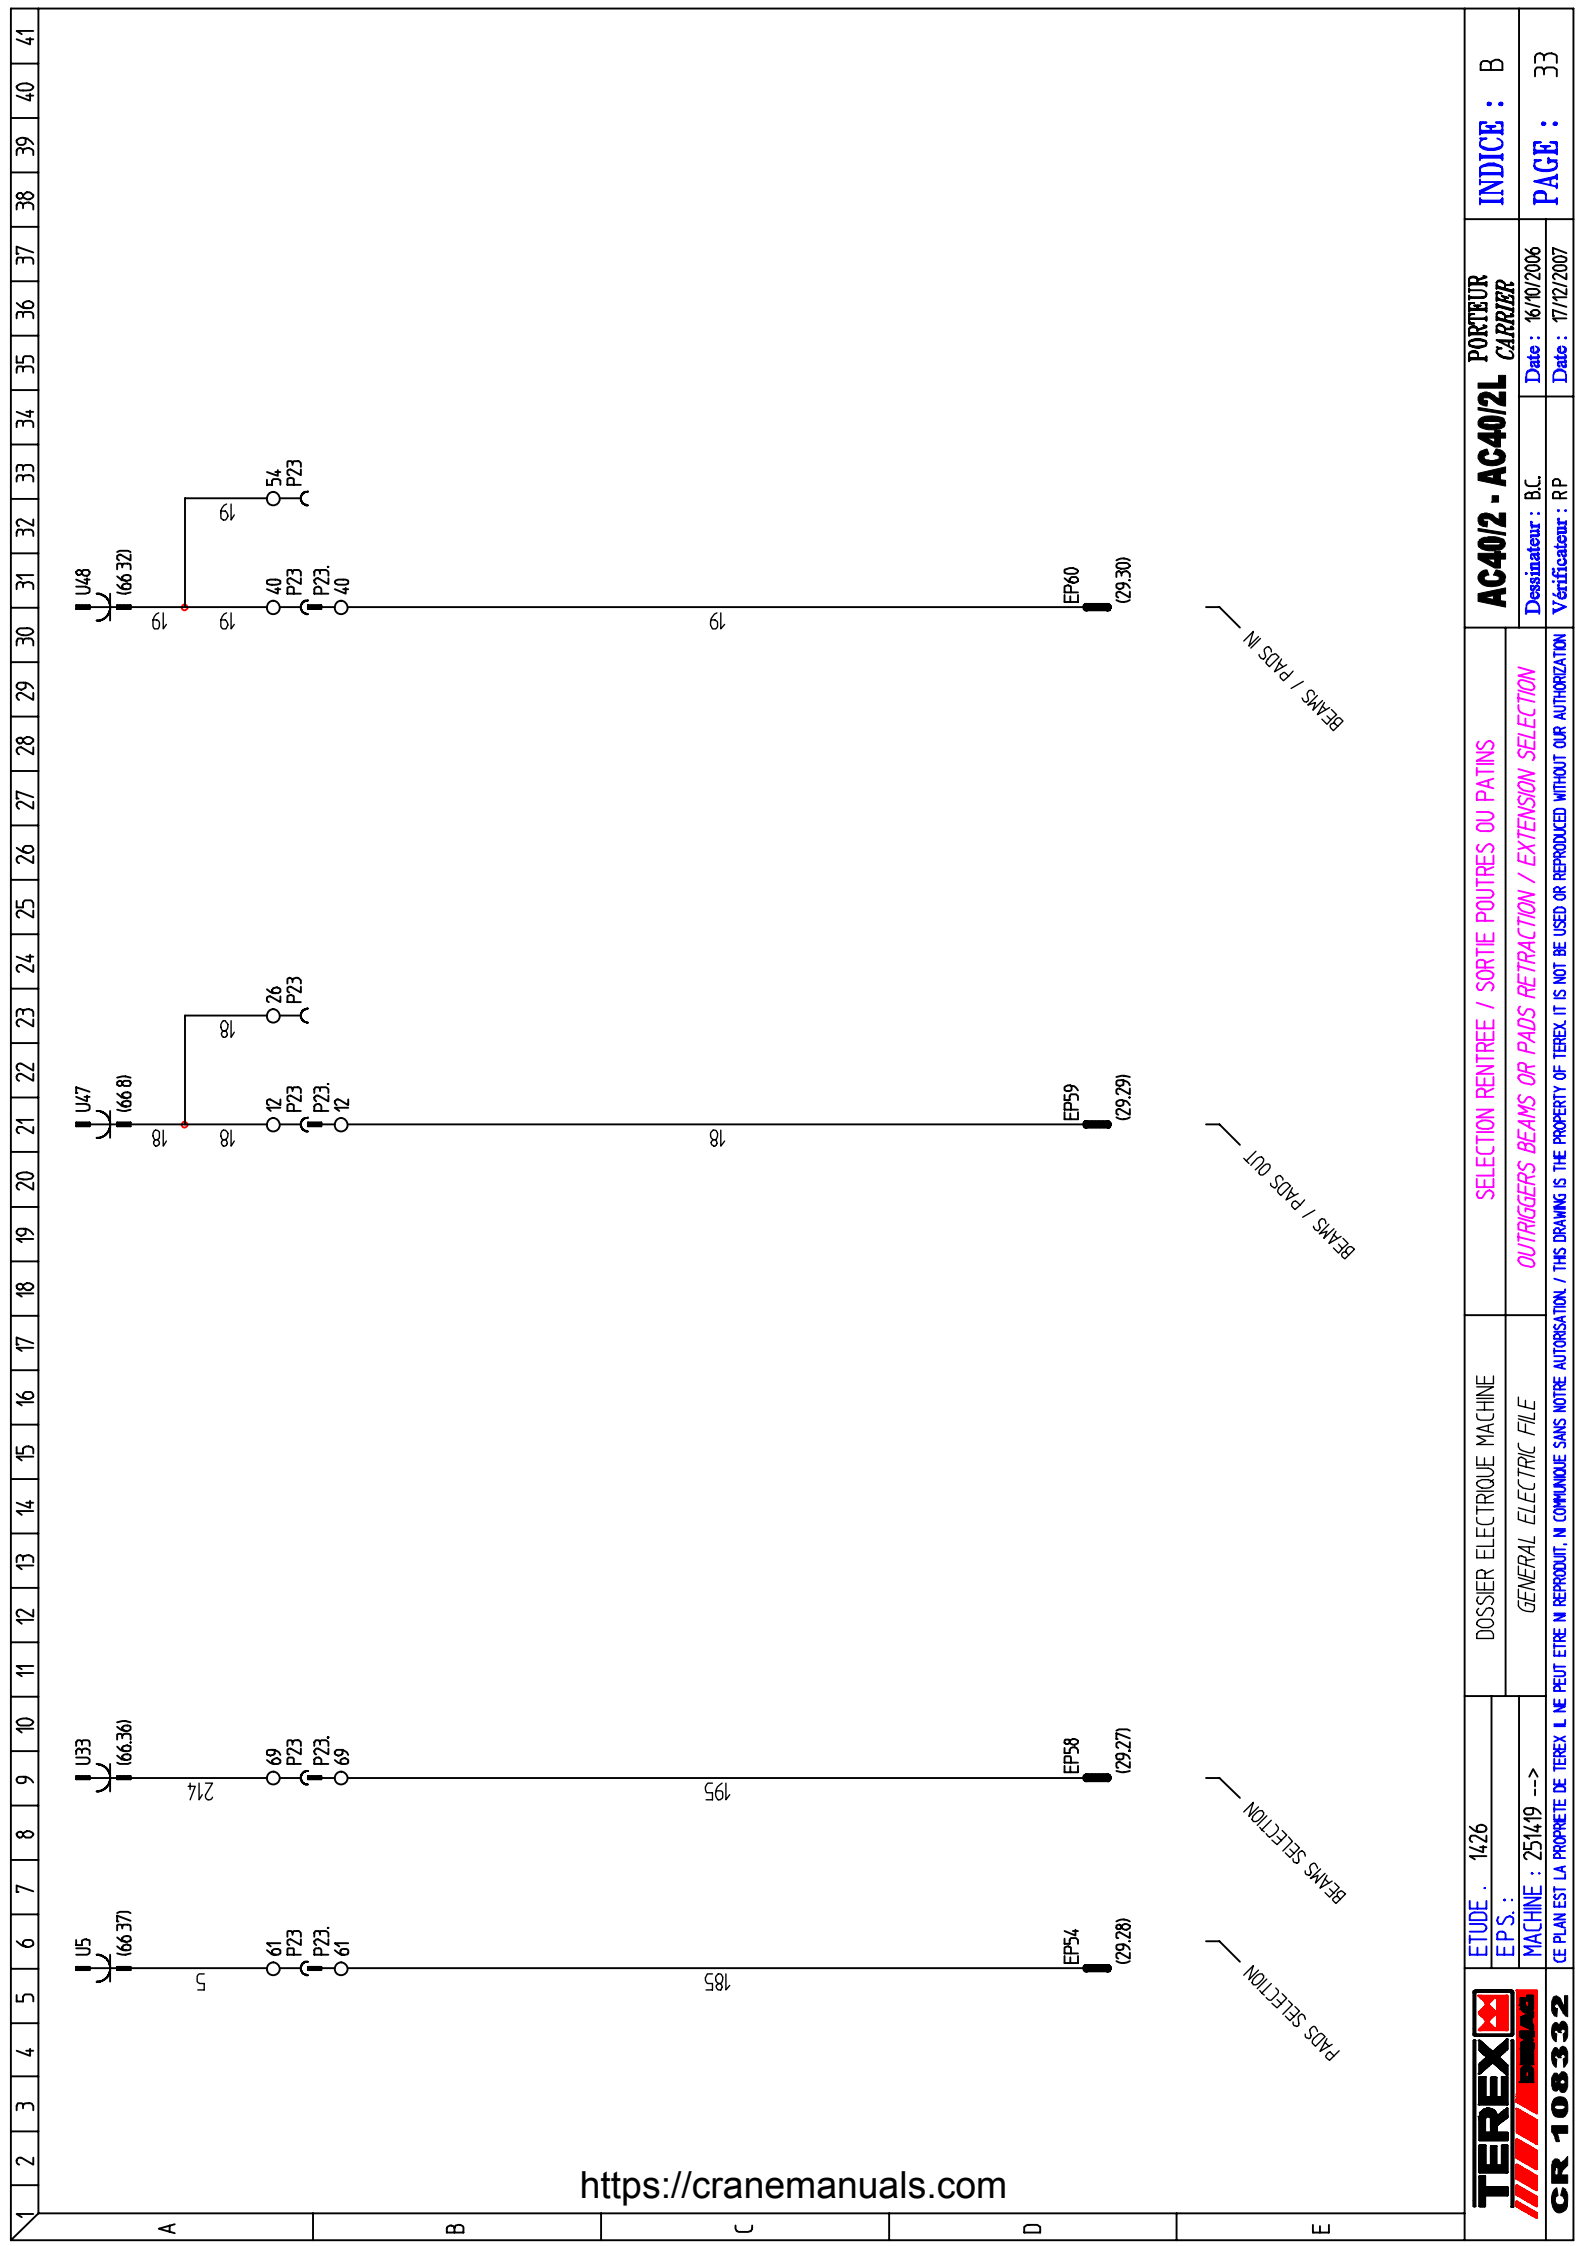 1 2 3 4 5 6 7 8 9 10 11 12 13 14 15 16 17 18 19 20 21 22 23 24 25 26 27 28 29 30 31 32 33 34 35 36 37 38 39 40 41
A
B
C
D
E
U5
(66 37)
5
61
P23
P23.
61
185
EP54
(29.28)
PADS SELECTION
U33
(66.36)
214
69
P23
P23.
69
195
EP58
(29.27)
BEAMS SELECTION
U47
(66 8)
18
18
18
12
P23
P23.
12
26
P23
18
EP59
(29.29)
BEAMS / PADS OUT
U48
(66 32)
19
19
19
40
P23
P23.
40
54
P23
19
EP60
(29.30)
BEAMS / PADS IN
TEREX
DEMAG
CR 108332
ETUDE . 1426
E P S. :
MACHINE : 251419 -->
DOSSIER ELECTRIQUE MACHINE
GENERAL ELECTRIC FILE
SELECTION RENTREE / SORTIE POUTRES OU PATINS
OUTRIGGERS BEAMS OR PADS RETRACTION / EXTENSION SELECTION
AC40/2 - AC40/2L
PORTEUR
CARRIER
Dessinateur : B.C.
Date : 16/10/2006
Vérificateur : R P
Date : 17/12/2007
INDICE : B
PAGE : 33
CE PLAN EST LA PROPRIETE DE TEREX IL NE PEUT ETRE NI REPRODUIT, NI COMMUNIQUE SANS NOTRE AUTORISATION. / THIS DRAWING IS THE PROPERTY OF TEREX. IT IS NOT BE USED OR REPRODUCED WITHOUT OUR AUTHORIZATION
https://cranemanuals.com